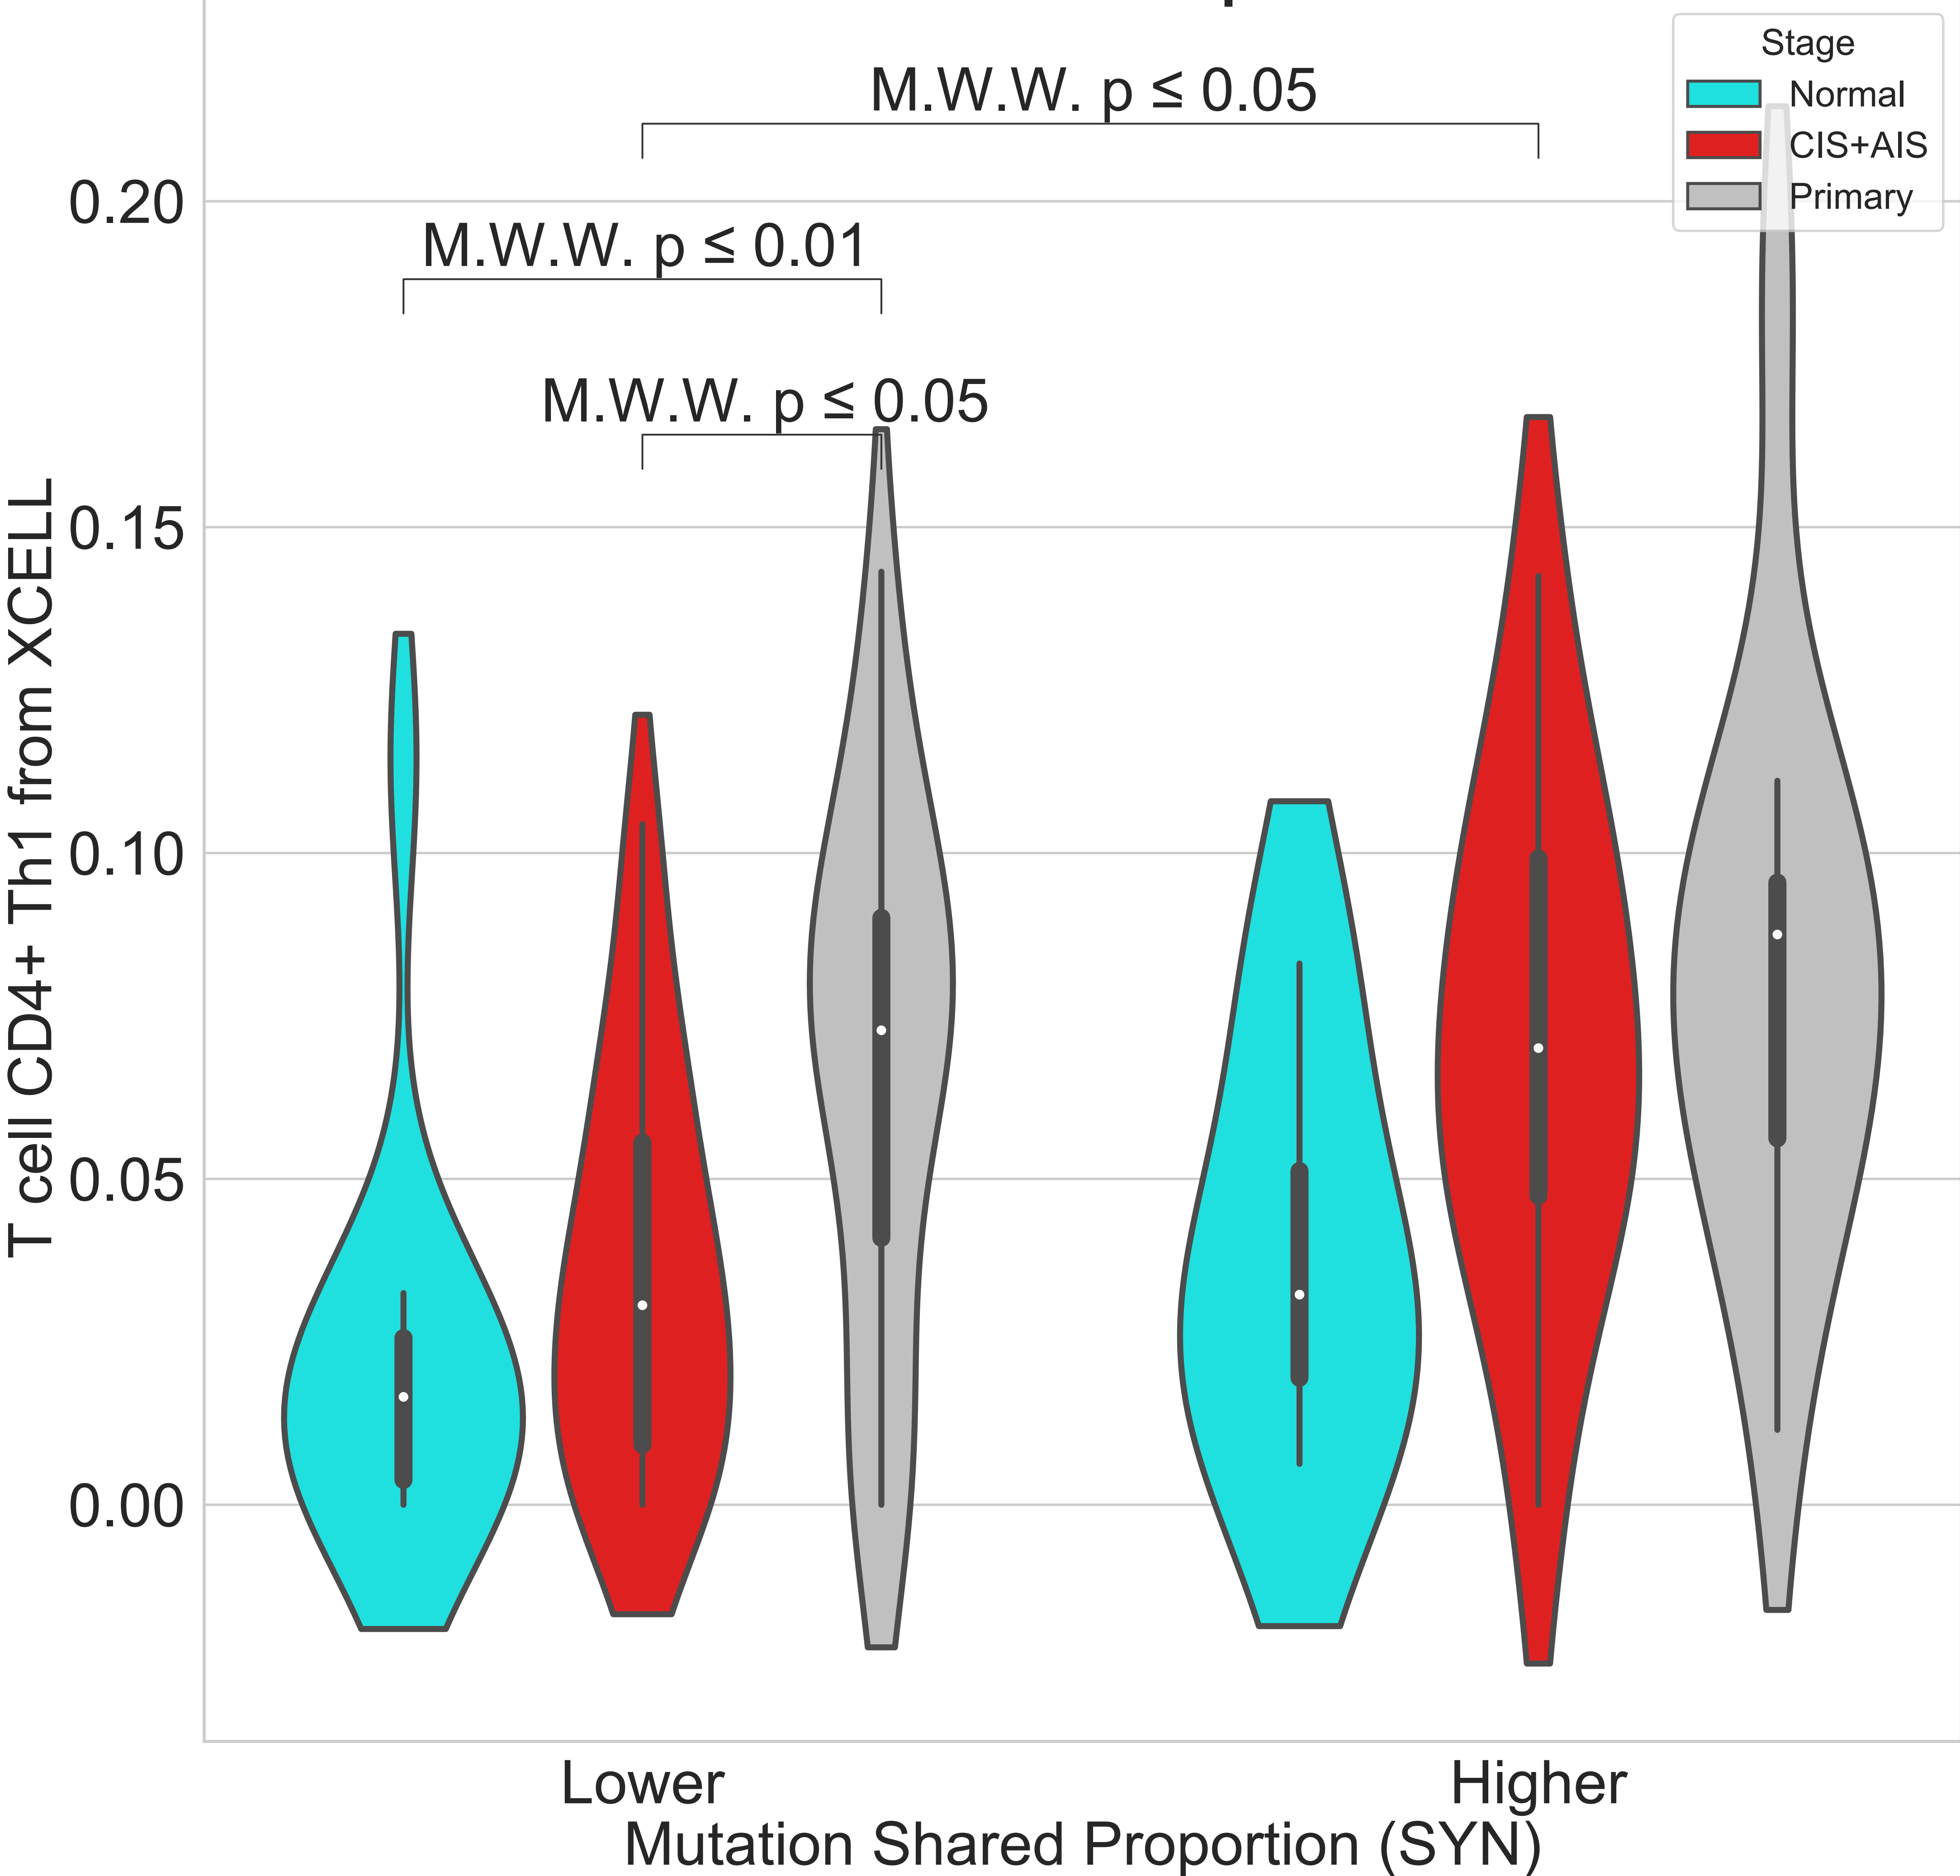 Stage
Normal
CIS+AIS
Primary
M.W.W. p ≤ 0.05
M.W.W. p ≤ 0.01
M.W.W. p ≤ 0.05
T cell CD4+ Th1 from XCELL
0.20
0.15
0.10
0.05
0.00
Lower
Higher
Mutation Shared Proportion (SYN)